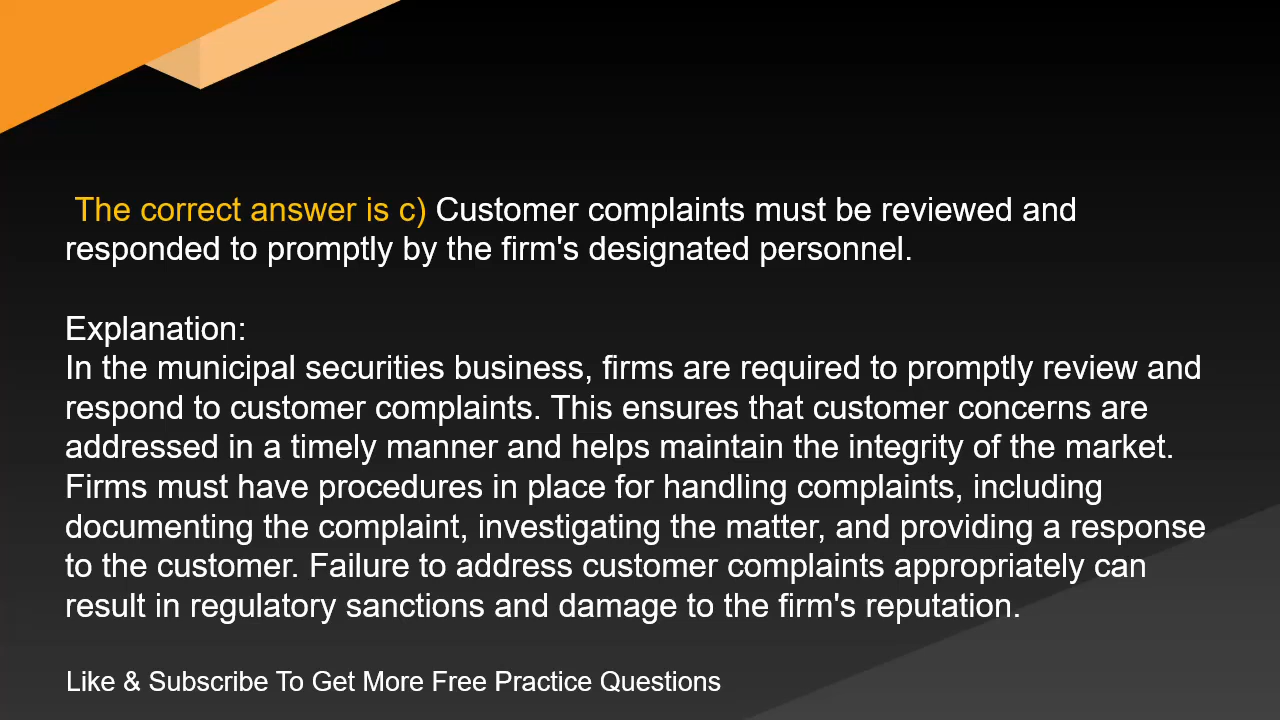 The correct answer is c) Customer complaints must be reviewed and
responded to promptly by the firm's designated personnel.
Explanation:
In the municipal securities business, firms are required to promptly review and
respond to customer complaints. This ensures that customer concerns are
addressed in a timely manner and helps maintain the integrity of the market.
Firms must have procedures in place for handling complaints, including
documenting the complaint, investigating the matter, and providing a response
to the customer. Failure to address customer complaints appropriately can
result in regulatory sanctions and damage to the firm's reputation.
Like & Subscribe To Get More Free Practice Questions